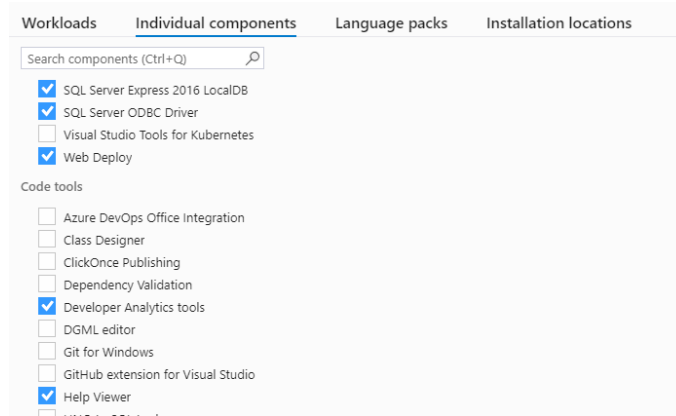 Workloads Individual components Language packs Installation locations
Search components (Ctrl+Q)
SQL Server Express 2016 LocalDB
SQL Server ODBC Driver
Visual Studio Tools for Kubernetes
Web Deploy
Code tools
Azure DevOps Office Integration
Class Designer
ClickOnce Publishing
Dependency Validation
Developer Analytics tools
DGML editor
Git for Windows
GitHub extension for Visual Studio
Help Viewer